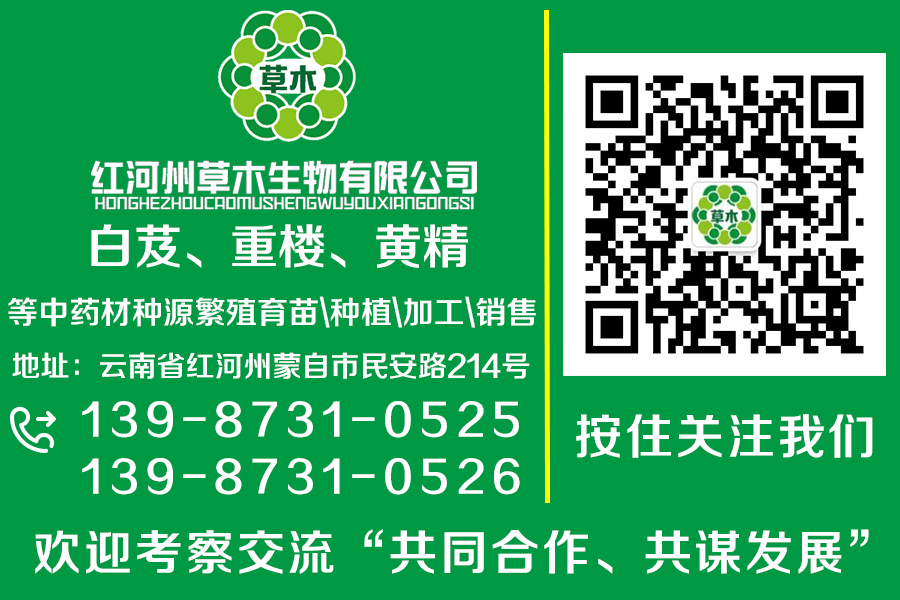 草木
红河州草木生物有限公司
HONGHEZHOUCAOMUSHENGWUYOUXIANGONGSI
白芨、重楼、黄精
等中药材种源繁殖育苗\种植\加工\销售
地址：云南省红河州蒙自市民安路214号
139-8731-0525
139-8731-0526
草木
按住关注我们
欢迎考察交流“共同合作、共谋发展”